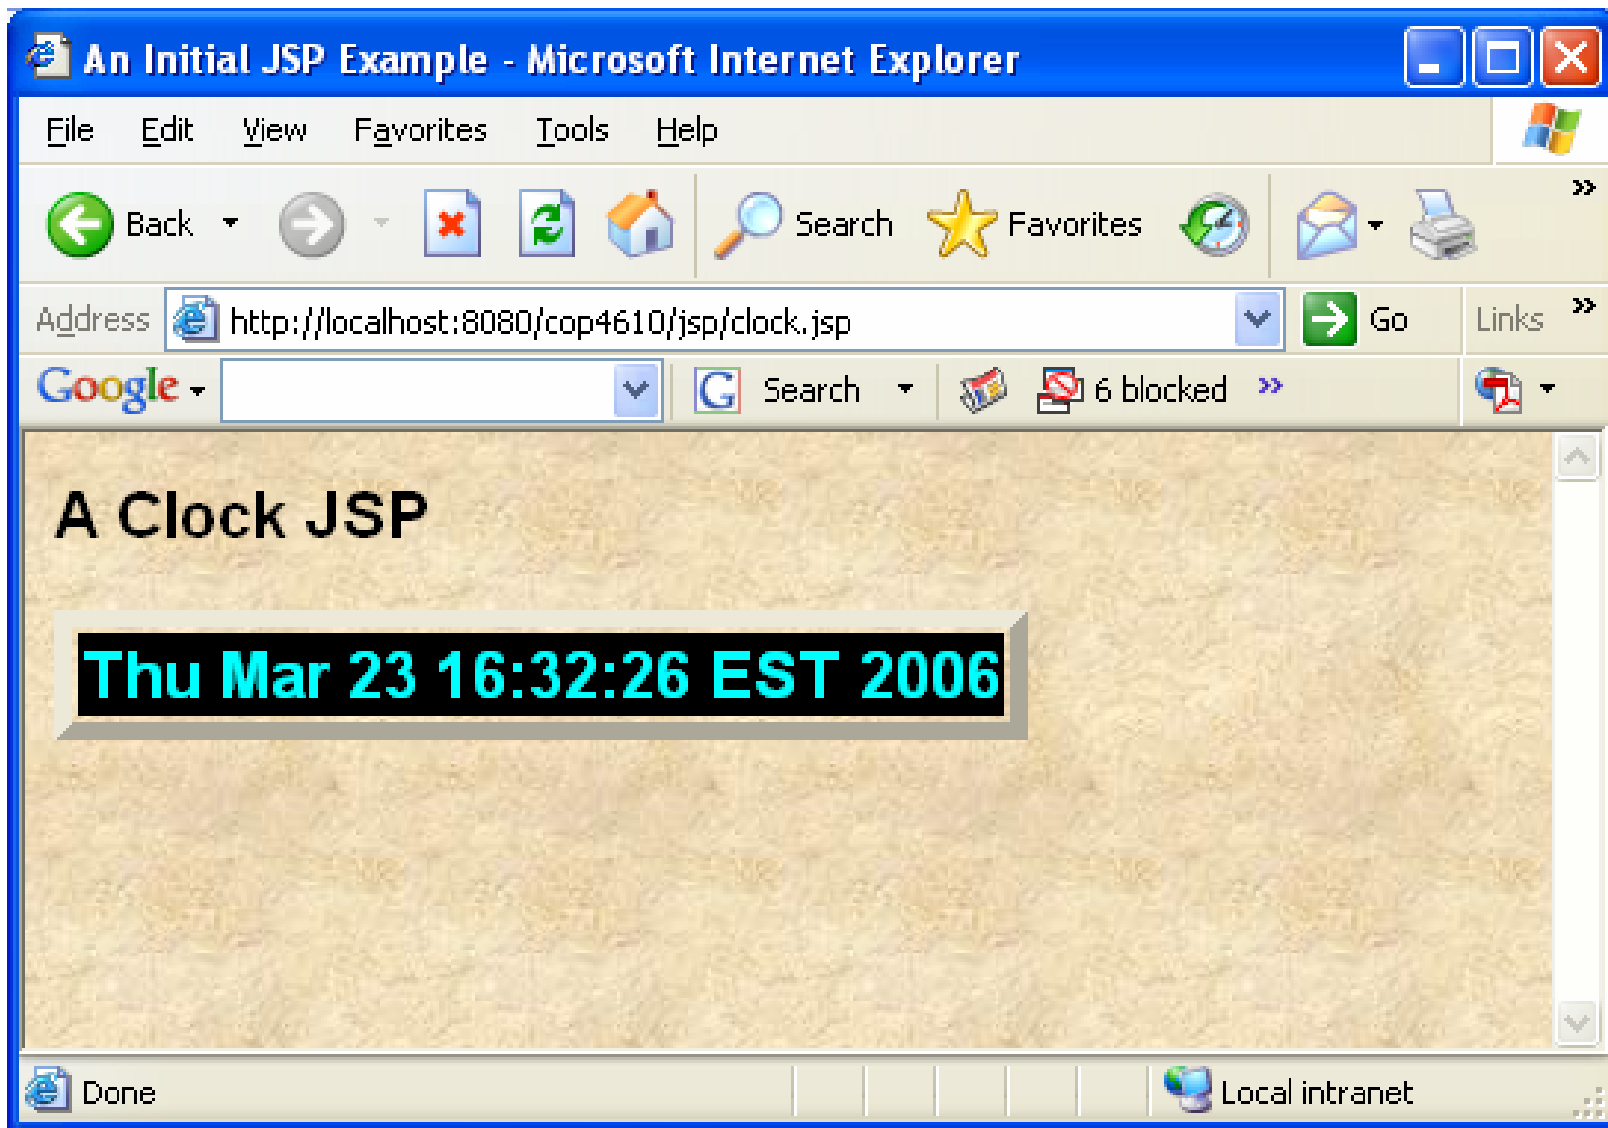 An Initial JSP Example - Microsoft Internet Explorer
File Edit View Favorites Tools Help
Back Search Favorites »
Address http://localhost:8080/cop4610/jsp/clock.jsp Go Links »
Google G Search 6 blocked »
A Clock JSP
Thu Mar 23 16:32:26 EST 2006
Done Local intranet